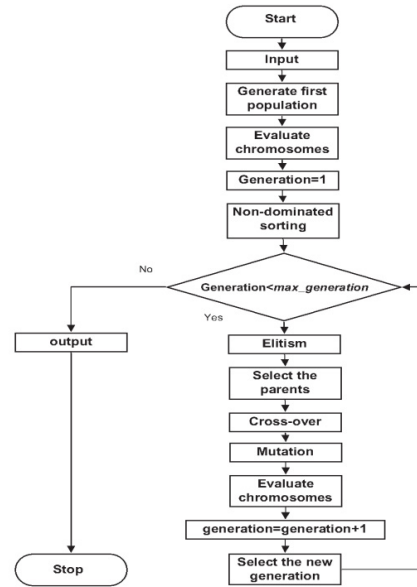 Start
Input
Generate first
population
Evaluate
chromosomes
Generation=1
Non-dominated
sorting
No
Generation<max_generation
Yes
output
Elitism
Select the
parents
Cross-over
Mutation
Evaluate
chromosomes
generation=generation+1
Stop
Select the new
generation